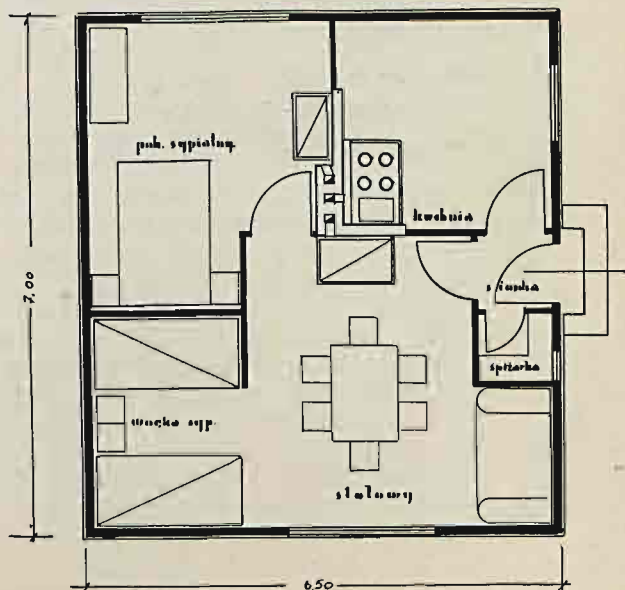 pok. sypialny
kuchnia
sionka
spiżarka
wnęka syp.
stołowy
7,00
6,50